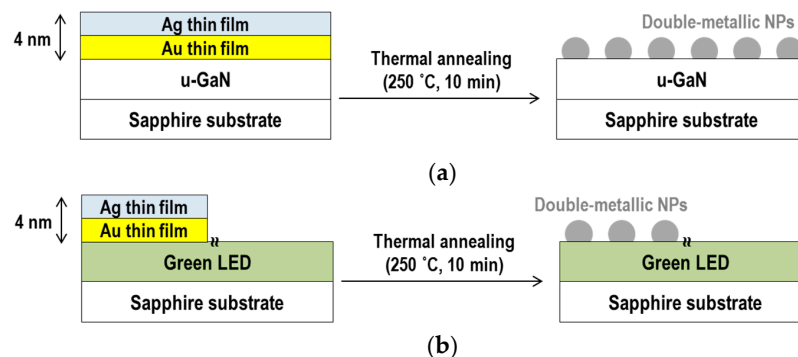 4 nm
Ag thin film
Au thin film
u-GaN
Sapphire substrate
Thermal annealing
(250 ˚C, 10 min)
Double-metallic NPs
u-GaN
Sapphire substrate
(a)
4 nm
Ag thin film
Au thin film
≈
Green LED
Sapphire substrate
Thermal annealing
(250 ˚C, 10 min)
Double-metallic NPs
≈
Green LED
Sapphire substrate
(b)